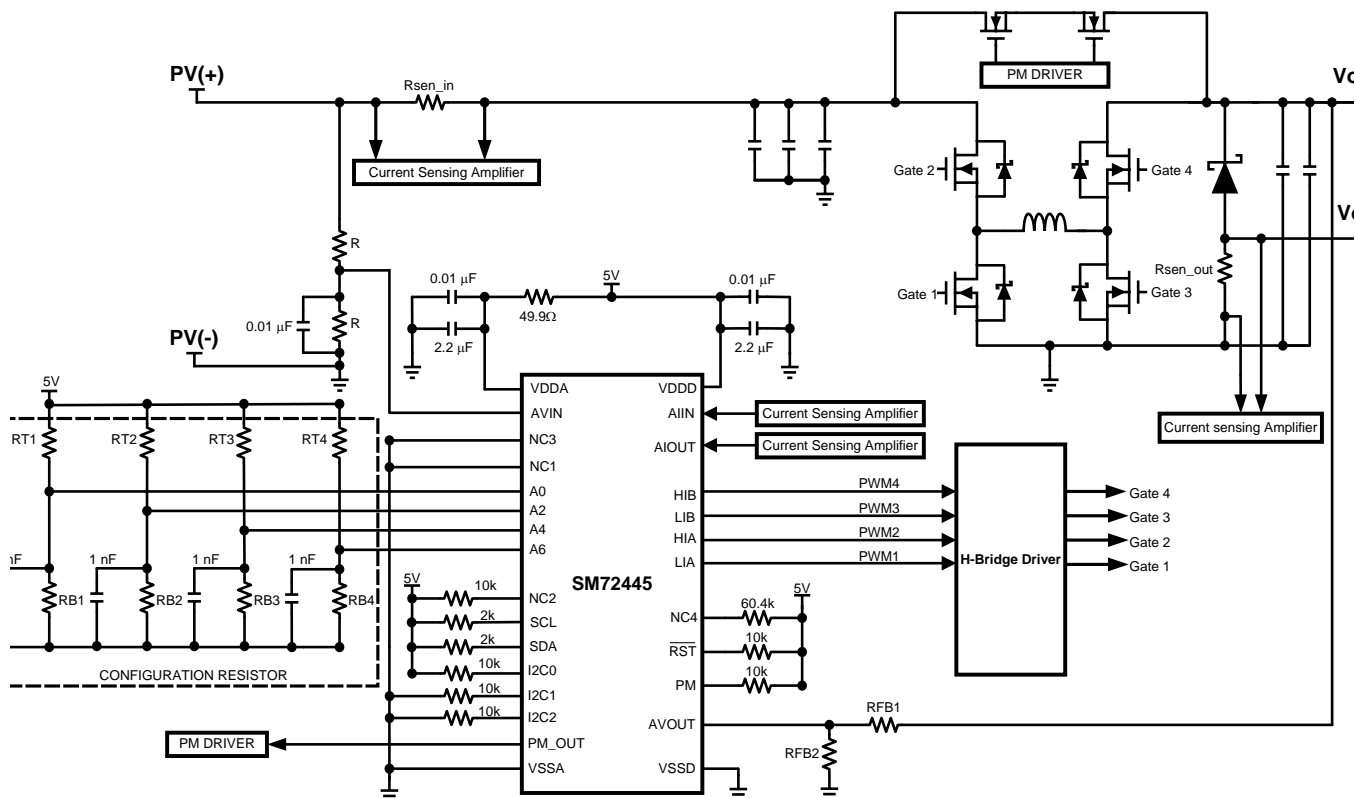 PM DRIVER
Vo
PV(+)
Rsen_in
Current Sensing Amplifier
Gate 2
Gate 4
Gate 1
Gate 3
Rsen_out
R
0.01 μF
R
PV(-)
0.01 μF
5V
0.01 μF
49.9Ω
2.2 μF
2.2 μF
5V
RT1
RT2
RT3
RT4
1 nF
1 nF
1 nF
RB1
RB2
RB3
RB4
CONFIGURATION RESISTOR
VDDA
AVIN
NC3
NC1
A0
A2
A4
A6
NC2
SCL
SDA
I2C0
I2C1
I2C2
PM_OUT
VSSA
5V
10k
2k
2k
10k
10k
10k
PM DRIVER
SM72445
VDDD
AIIN
AIOUT
HIB
LIB
HIA
LIA
NC4
RST
PM
AVOUT
VSSD
Current Sensing Amplifier
Current Sensing Amplifier
PWM4
PWM3
PWM2
PWM1
H-Bridge Driver
Gate 4
Gate 3
Gate 2
Gate 1
Current sensing Amplifier
5V
60.4k
10k
10k
RFB1
RFB2